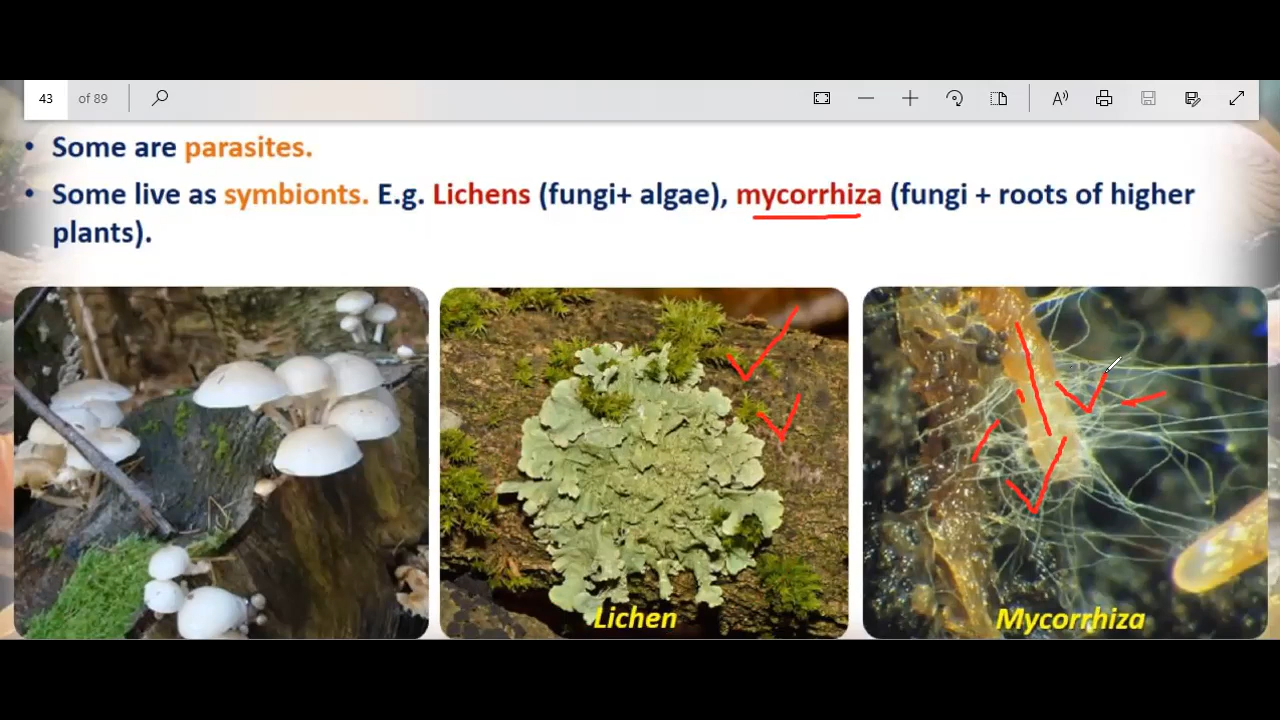 43 of 89
• Some are parasites.
• Some live as symbionts. E.g. Lichens (fungi+ algae), mycorrhiza (fungi + roots of higher
plants).
Lichen
Mycorrhiza